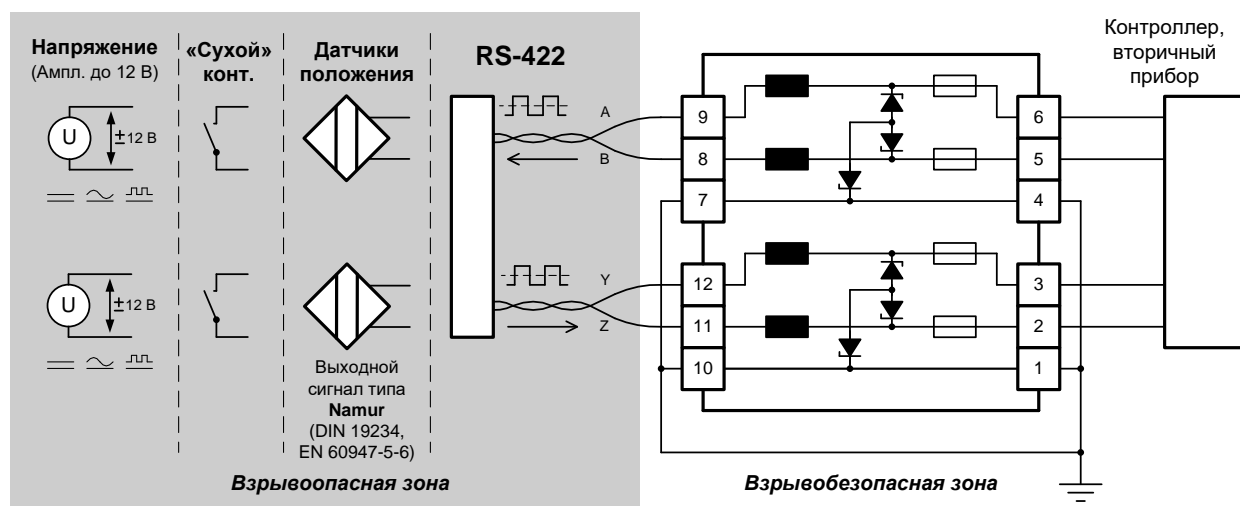 Напряжение
(Ампл. до 12 В)
«Сухой»
конт.
Датчики
положения
RS-422
Контроллер,
вторичный
прибор
U
±12 В
A
B
9
8
7
6
5
4
U
±12 В
Y
Z
12
11
10
3
2
1
Выходной
сигнал типа
Namur
(DIN 19234,
EN 60947-5-6)
Взрывоопасная зона
Взрывобезопасная зона